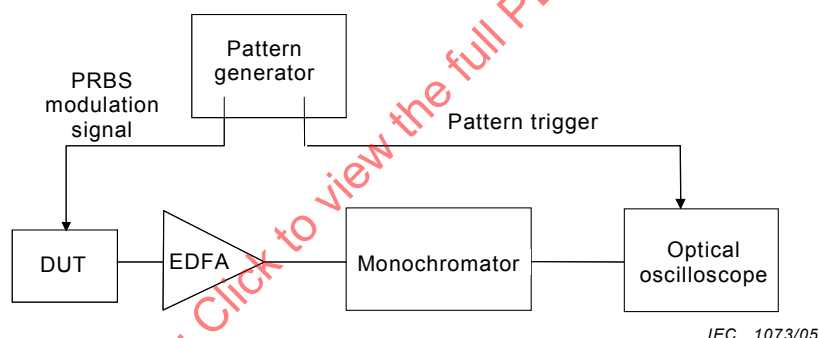 Pattern
generator
PRBS
modulation
signal
Pattern trigger
DUT
EDFA
Monochromator
Optical
oscilloscope
IEC 1073/05
Click to view the full